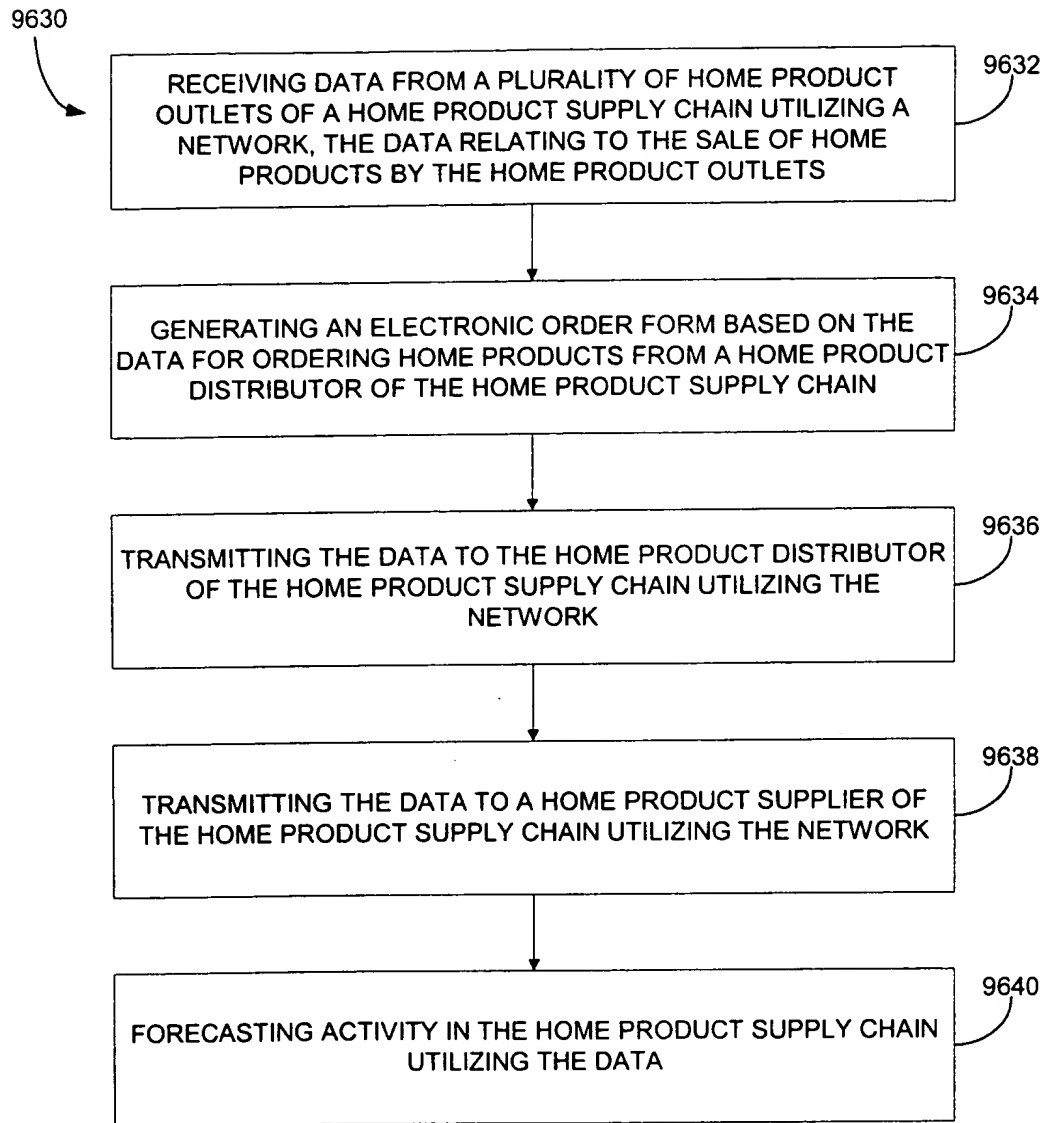 9630
RECEIVING DATA FROM A PLURALITY OF HOME PRODUCT
OUTLETS OF A HOME PRODUCT SUPPLY CHAIN UTILIZING A
NETWORK, THE DATA RELATING TO THE SALE OF HOME
PRODUCTS BY THE HOME PRODUCT OUTLETS
9632
GENERATING AN ELECTRONIC ORDER FORM BASED ON THE
DATA FOR ORDERING HOME PRODUCTS FROM A HOME PRODUCT
DISTRIBUTOR OF THE HOME PRODUCT SUPPLY CHAIN
9634
TRANSMITTING THE DATA TO THE HOME PRODUCT DISTRIBUTOR
OF THE HOME PRODUCT SUPPLY CHAIN UTILIZING THE
NETWORK
9636
TRANSMITTING THE DATA TO A HOME PRODUCT SUPPLIER OF
THE HOME PRODUCT SUPPLY CHAIN UTILIZING THE NETWORK
9638
FORECASTING ACTIVITY IN THE HOME PRODUCT SUPPLY CHAIN
UTILIZING THE DATA
9640